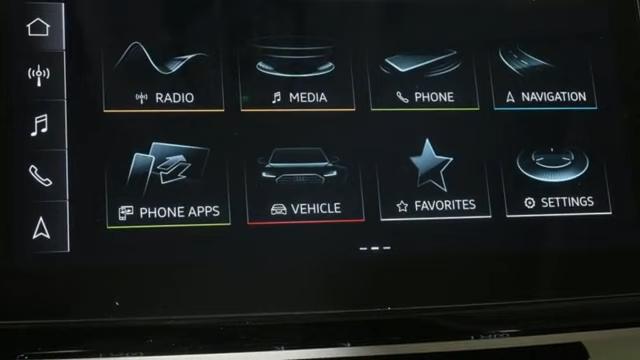 RADIO
MEDIA
PHONE
NAVIGATION
PHONE APPS
VEHICLE
FAVORITES
SETTINGS